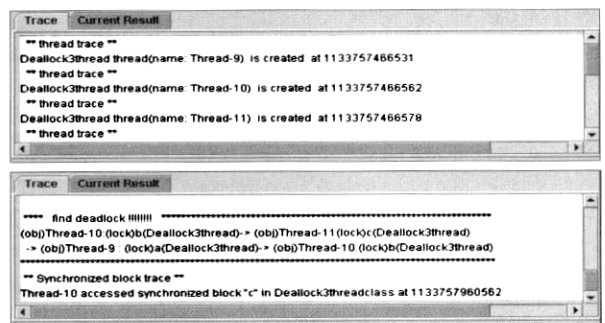 Trace Current Result
** thread trace **
Deallock3thread thread(name: Thread-9) is created at 1133757466531
** thread trace **
Deallock3thread thread(name: Thread-10) is created at 1133757466562
** thread trace **
Deallock3thread thread(name: Thread-11) is created at 1133757466578
** thread trace **
Trace Current Result
**** find deadlock !!!!!!!!! ************************************************************
(obj)Thread-10:(lock)b(Deallock3thread)-> (obj)Thread-11(lock)c(Deallock3thread)
-> (obj)Thread-9 : (lock)a(Deallock3thread)-> (obj)Thread-10:(lock)b(Deallock3thread)
** Synchronized block trace **
Thread-10 accessed synchronized block "c" in Deallock3threadclass at 1133757960562